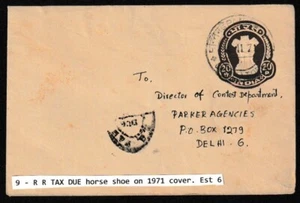 To,
Director of Contest Department,
PARKER AGENCIES
P.O. BOX 1279
DELHI-6.
DUE
9 - R R TAX DUE horse shoe on 1971 cover. Est 6